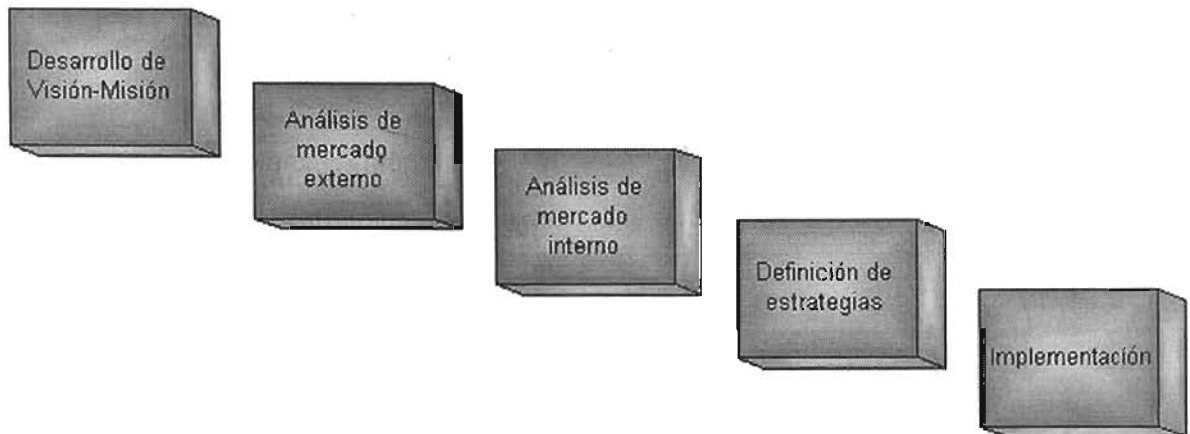 Desarrollo de
Visión-Misión
Análisis de
mercado
externo
Análisis de
mercado
interno
Definición de
estrategias
Implementación